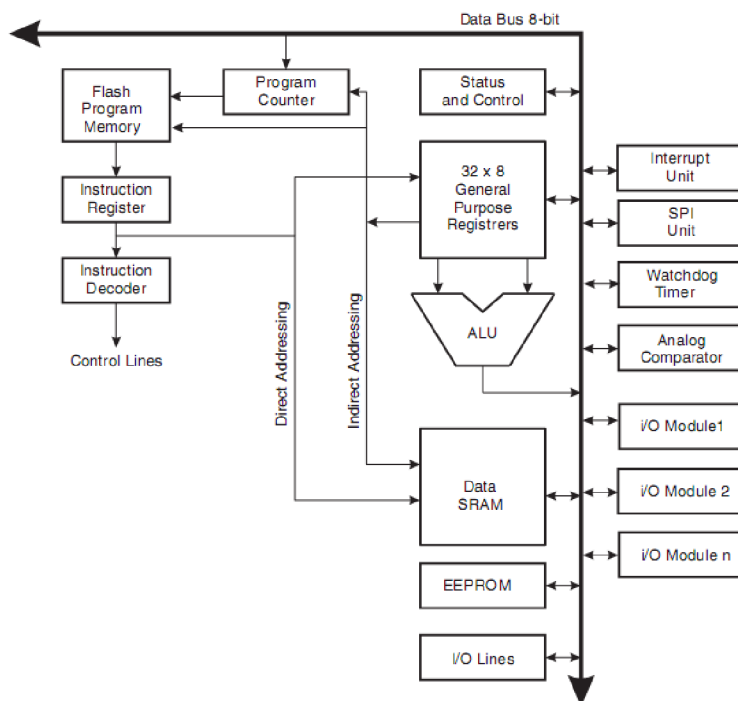 Data Bus 8-bit
Flash
Program
Memory
Program
Counter
Status
and Control
Instruction
Register
32 x 8
General
Purpose
Registrers
Interrupt
Unit
SPI
Unit
Instruction
Decoder
Watchdog
Timer
Control Lines
Direct Addressing
Indirect Addressing
ALU
Analog
Comparator
i/O Module1
Data
SRAM
i/O Module 2
i/O Module n
EEPROM
I/O Lines